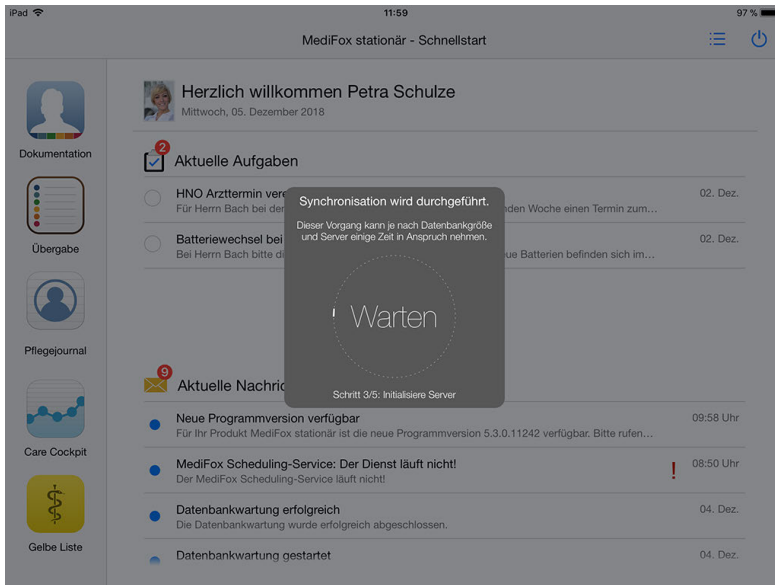 iPad
11:59
97 %
MediFox stationär - Schnellstart
Herzlich willkommen Petra Schulze
Mittwoch, 05. Dezember 2018
Dokumentation
Übergabe
Pflegejournal
Care Cockpit
Gelbe Liste
2
Aktuelle Aufgaben
HNO Arzttermin
02. Dez.
Für Herrn Bach bei
nden Woche einen Termin zum...
Batteriewechsel bei
02. Dez.
Bei Herrn Bach bitte
ue Batterien befinden sich im...
Synchronisation wird durchgeführt.
Dieser Vorgang kann je nach Datenbankgröße
und Server einige Zeit in Anspruch nehmen.
Warten
Schritt 3/5: Initialisiere Server
9
Aktuelle
Neue Programmversion verfügbar
09:58 Uhr
Für Ihr Produkt MediFox stationär ist die neue Programmversion 5.3.0.11242 verfügbar. Bitte rufen...
MediFox Scheduling-Service: Der Dienst läuft nicht!
! 08:50 Uhr
Der MediFox Scheduling-Service läuft nicht!
Datenbankwartung erfolgreich
04. Dez.
Die Datenbankwartung wurde erfolgreich abgeschlossen.
Datenbankwartung gestartet
04. Dez.